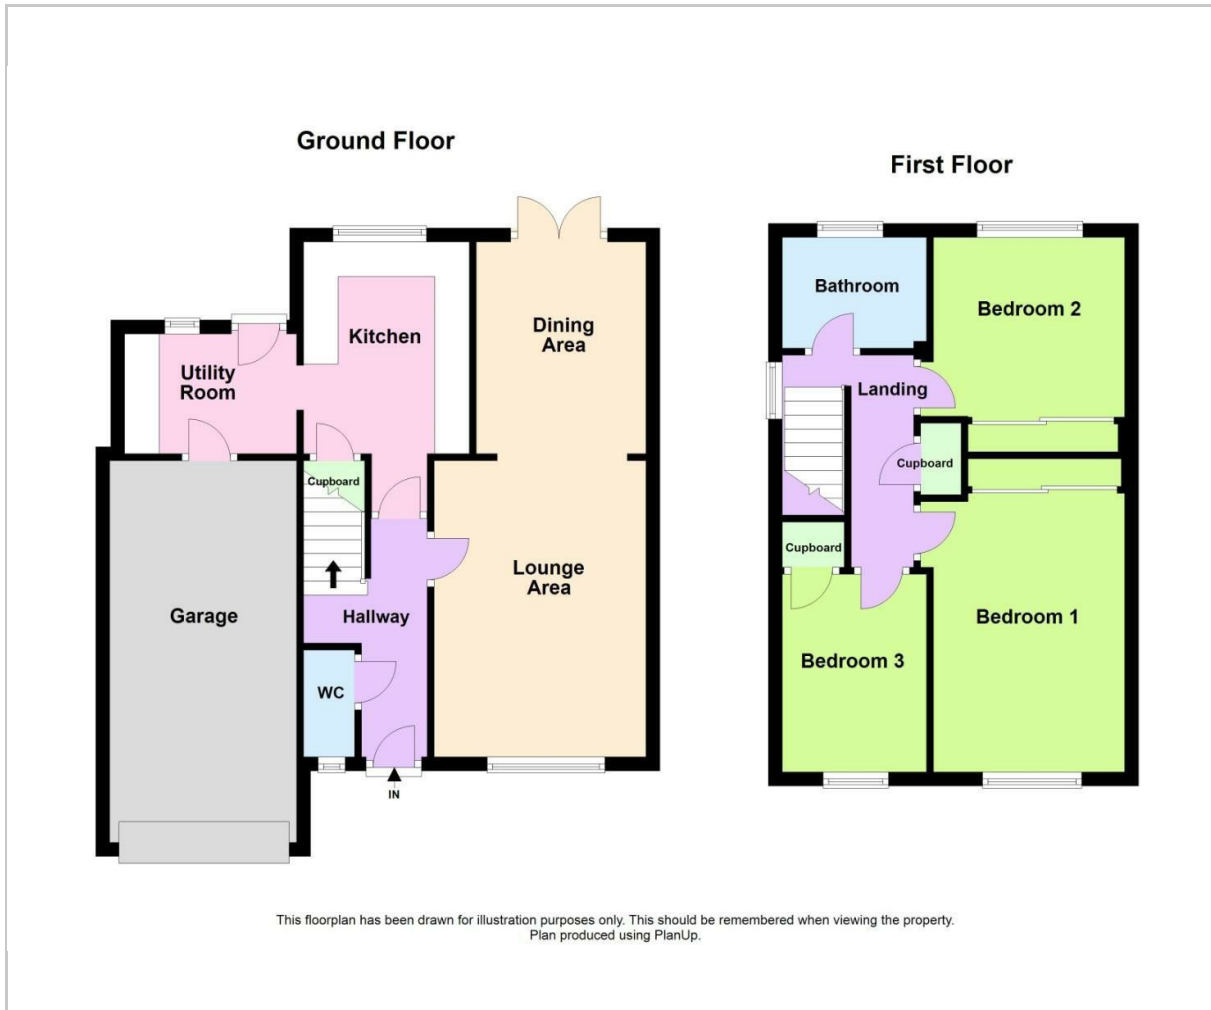 Ground Floor
Kitchen
Dining
Area
Utility
Room
Cupboard
Lounge
Area
Garage
Hallway
WC
IN
First Floor
Bathroom
Bedroom 2
Landing
Cupboard
Cupboard
Bedroom 1
Bedroom 3
This floorplan has been drawn for illustration purposes only. This should be remembered when viewing the property.
Plan produced using PlanUp.